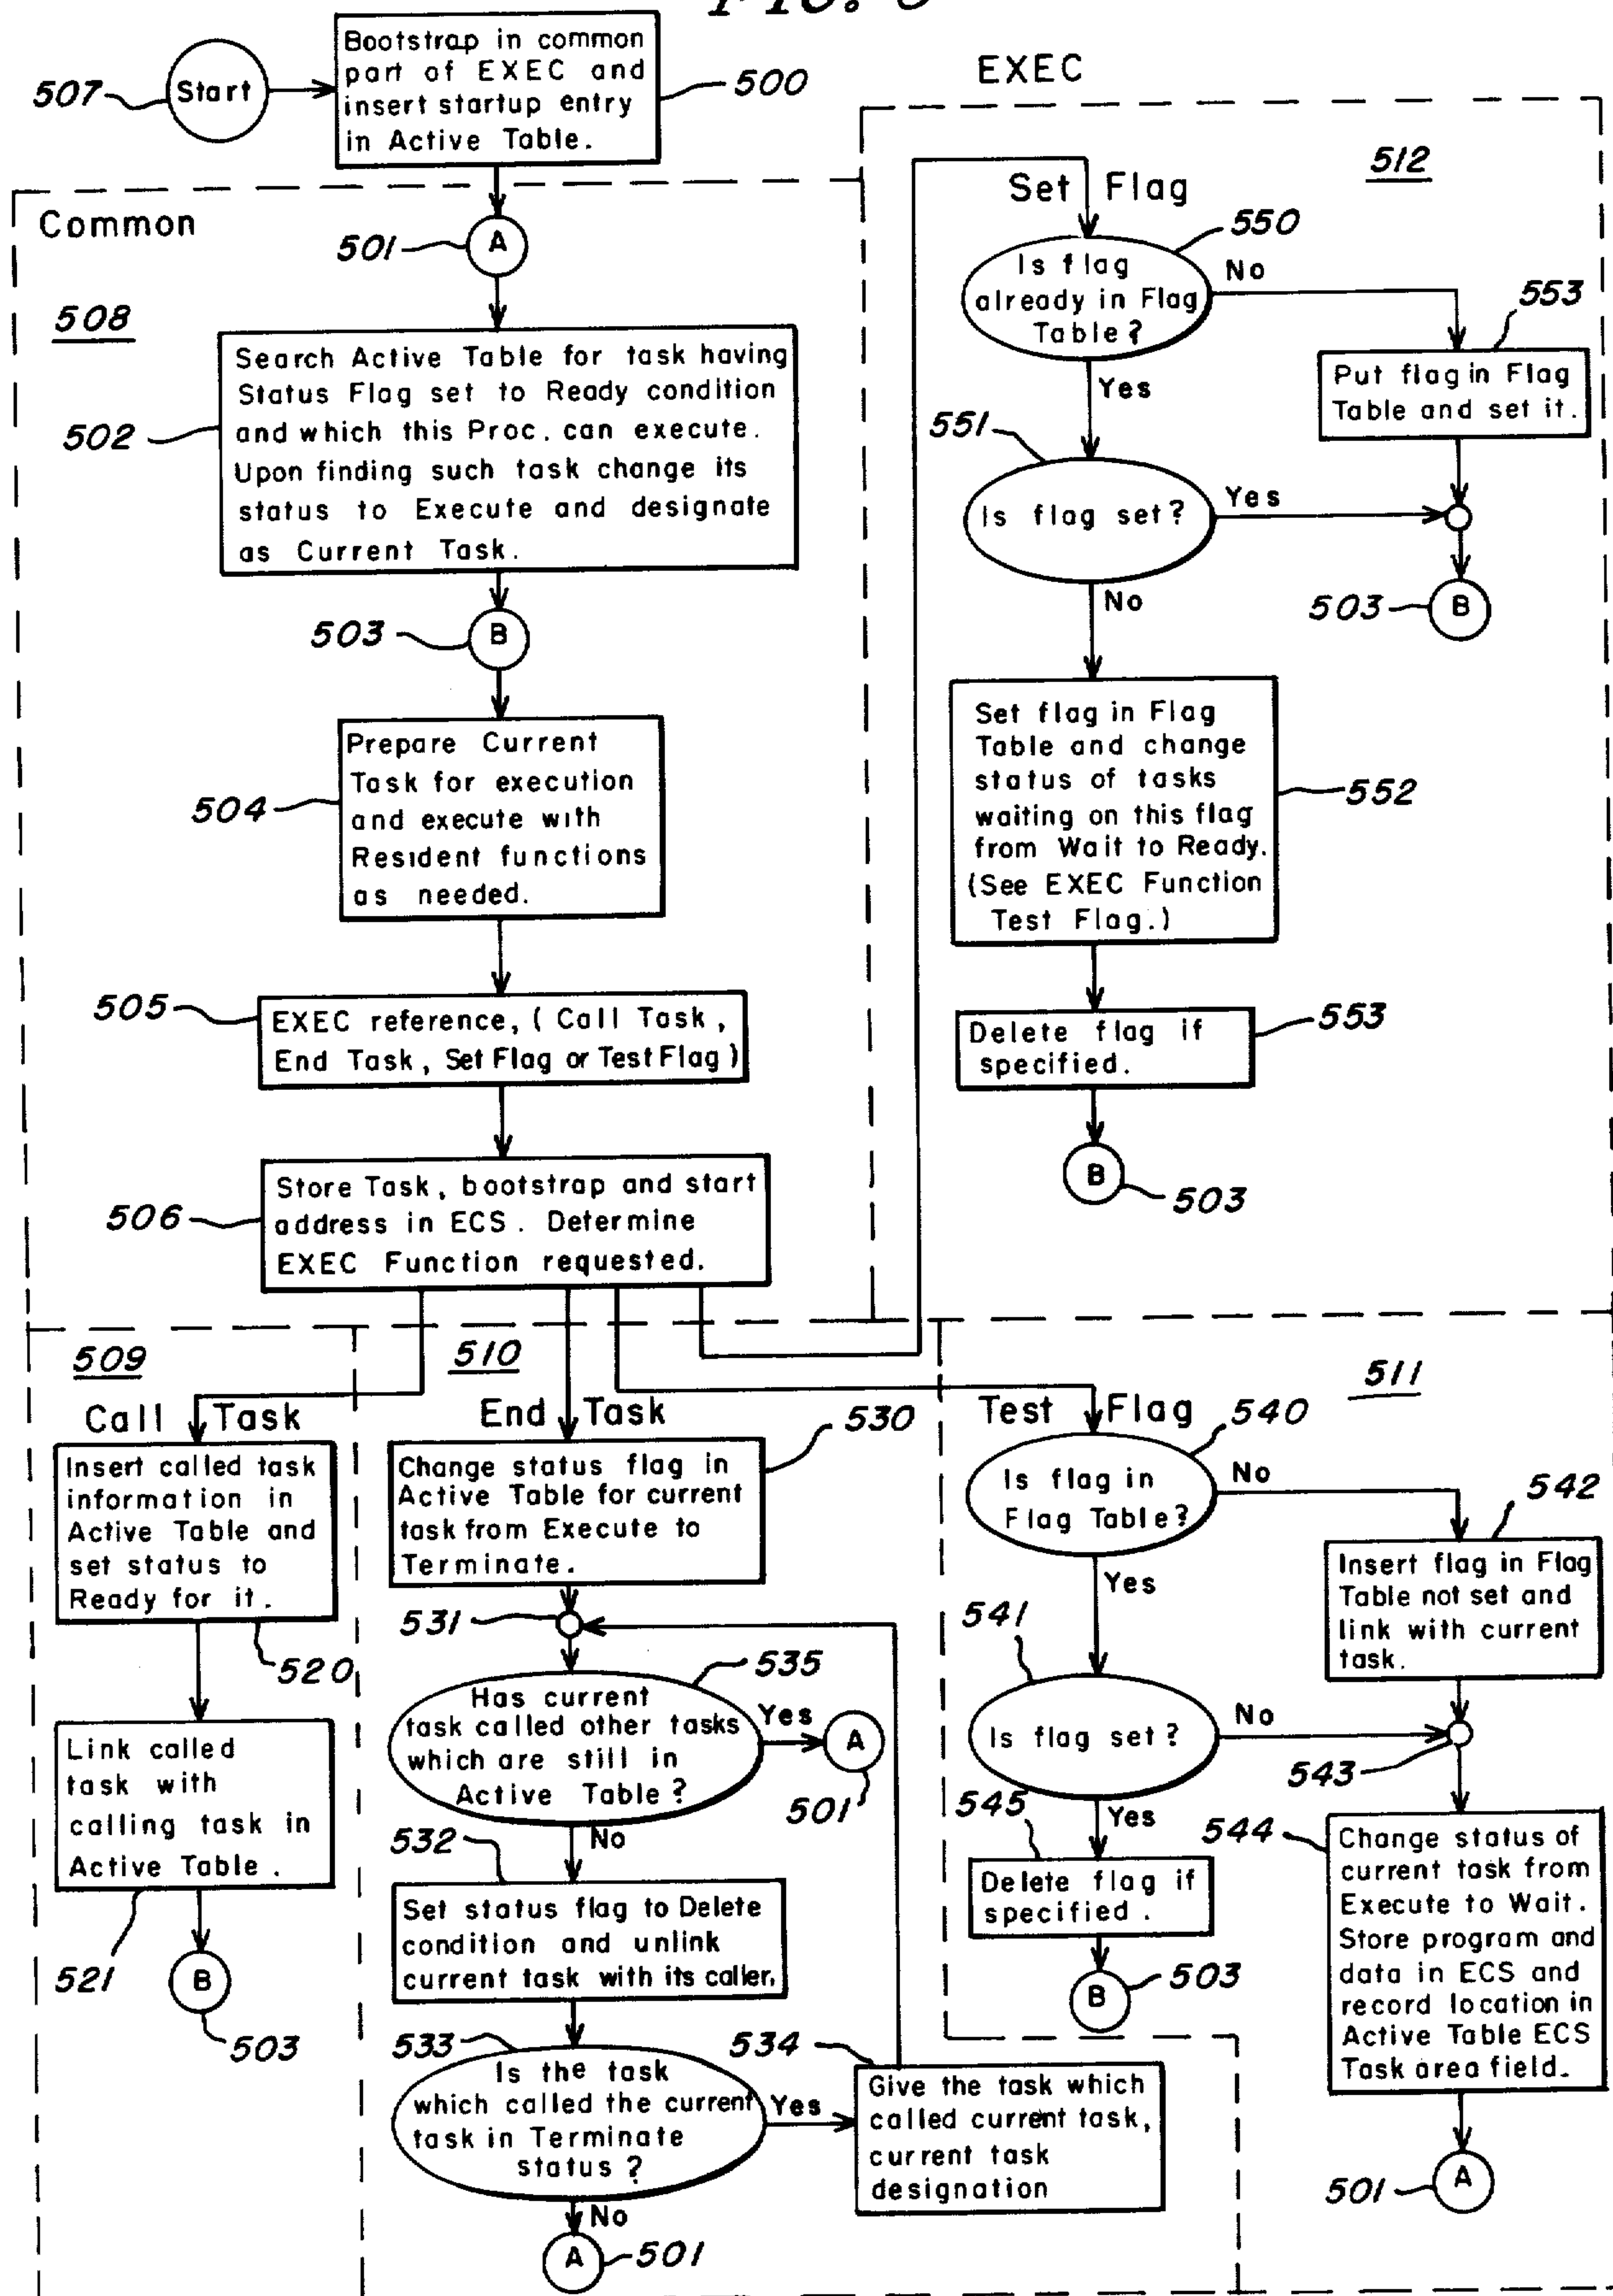 Start
507
Bootstrap in common
part of EXEC and
insert startup entry
in Active Table.
500
EXEC
Common
508
501
A
Search Active Table for task having
Status Flag set to Ready condition
and which this Proc. can execute.
Upon finding such task change its
status to Execute and designate
as Current Task.
502
503
B
Prepare Current
Task for execution
and execute with
Resident functions
as needed.
504
505
EXEC reference, (Call Task,
End Task, Set Flag or Test Flag)
506
Store Task, bootstrap and start
address in ECS. Determine
EXEC Function requested.
512
Set Flag
550
Is flag
already in Flag
Table?
No
Yes
553
Put flag in Flag
Table and set it.
551
Is flag set?
Yes
No
503
B
Set flag in Flag
Table and change
status of tasks
waiting on this flag
from Wait to Ready.
(See EXEC Function
Test Flag.)
552
Delete flag if
specified.
553
B
503
509
Call Task
Insert called task
information in
Active Table and
set status to
Ready for it.
520
Link called
task with
calling task in
Active Table.
521
B
503
510
End Task
530
Change status flag in
Active Table for current
task from Execute to
Terminate.
531
535
Has current
task called other tasks
which are still in
Active Table?
Yes
A
501
No
532
Set status flag to Delete
condition and unlink
current task with its caller.
533
Is the task
which called the current
task in Terminate
status?
Yes
534
Give the task which
called current task,
current task
designation
No
A
501
511
Test Flag
540
Is flag in
Flag Table?
No
Yes
542
Insert flag in Flag
Table not set and
link with current
task.
541
Is flag set?
No
543
Yes
545
Delete flag if
specified.
B
503
544
Change status of
current task from
Execute to Wait.
Store program and
data in ECS and
record location in
Active Table ECS
Task area field.
501
A